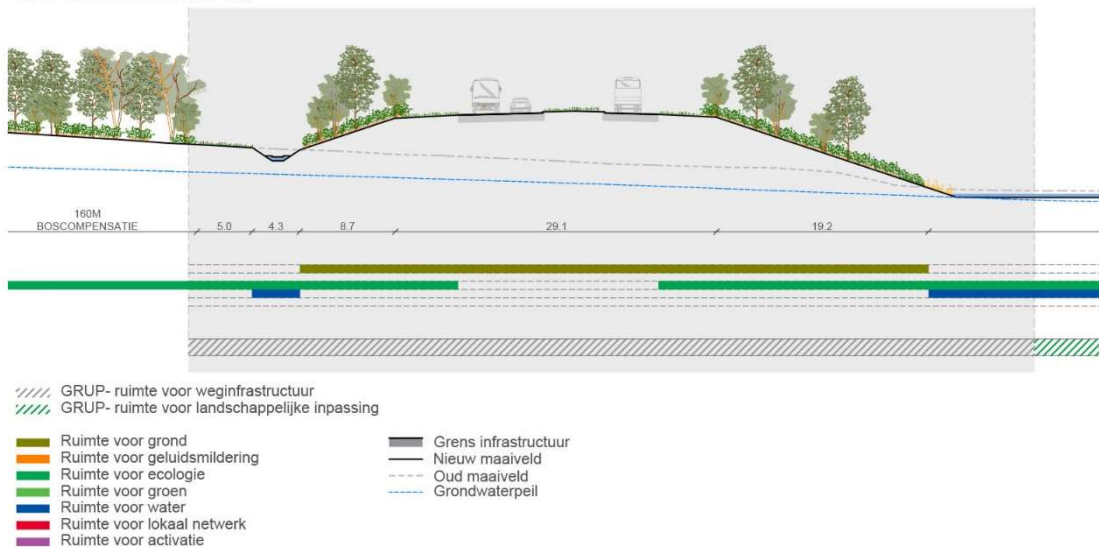 160M
BOSCOMPENSATIE
5.0
4.3
8.7
29.1
19.2
GRUP- ruimte voor weginfrastructuur
GRUP- ruimte voor landschappelijke inpassing
Ruimte voor grond
Ruimte voor geluidsmildering
Ruimte voor ecologie
Ruimte voor groen
Ruimte voor water
Ruimte voor lokaal netwerk
Ruimte voor activatie
Grens infrastructuur
Nieuw maaiveld
Oud maaiveld
Grondwaterpeil